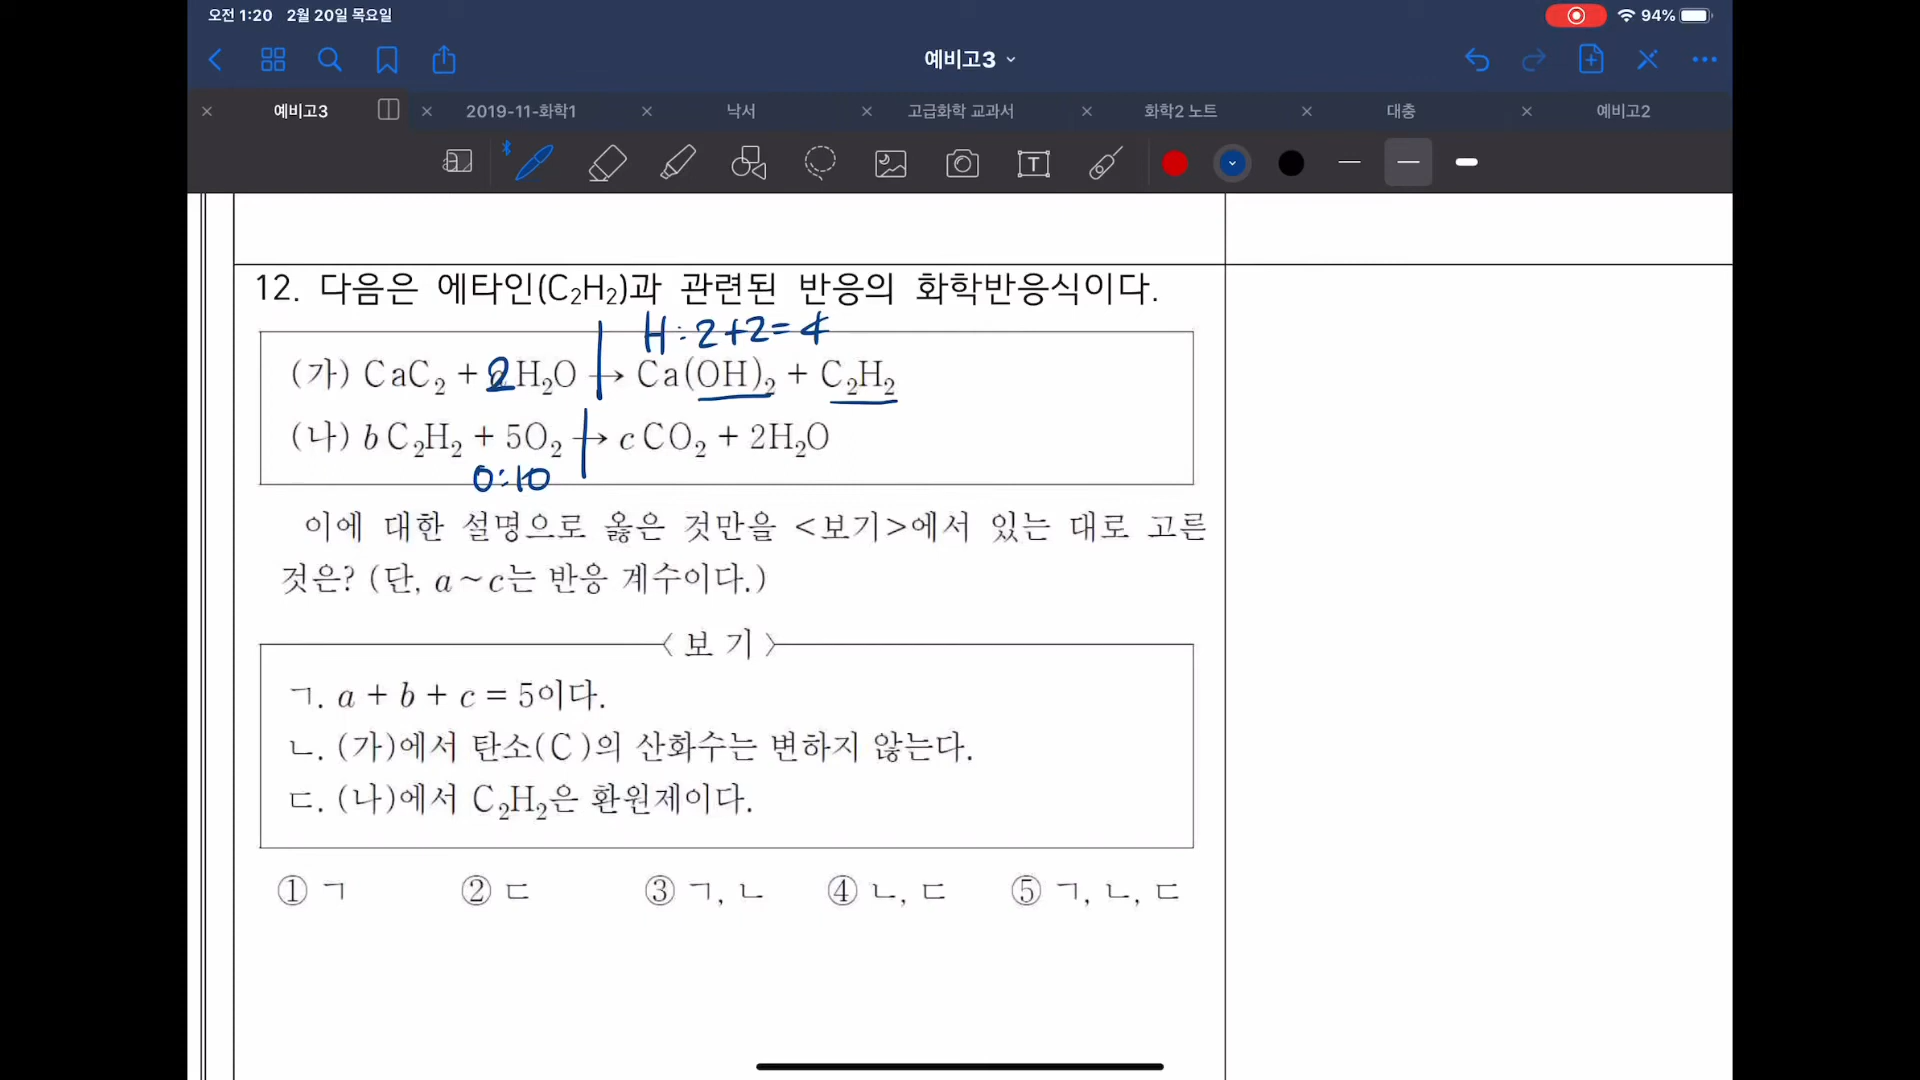 오전 1:20 2월 20일 목요일 94%
예비고3
예비고3 2019-11-화학1 낙서 고급화학 교과서 화학2 노트 대충 예비고2
12. 다음은 에타인(C₂H₂)과 관련된 반응의 화학반응식이다.
H : 2+2= 4
(가) CaC₂ + 2H₂O → Ca(OH)₂ + C₂H₂
(나) b C₂H₂ + 5O₂ → c CO₂ + 2H₂O
O:10
이에 대한 설명으로 옳은 것만을 <보기>에서 있는 대로 고른
것은? (단, a~c는 반응 계수이다.)
<보 기>
ㄱ. a + b + c = 5이다.
ㄴ. (가)에서 탄소(C)의 산화수는 변하지 않는다.
ㄷ. (나)에서 C₂H₂은 환원제이다.
① ㄱ ② ㄷ ③ ㄱ, ㄴ ④ ㄴ, ㄷ ⑤ ㄱ, ㄴ, ㄷ